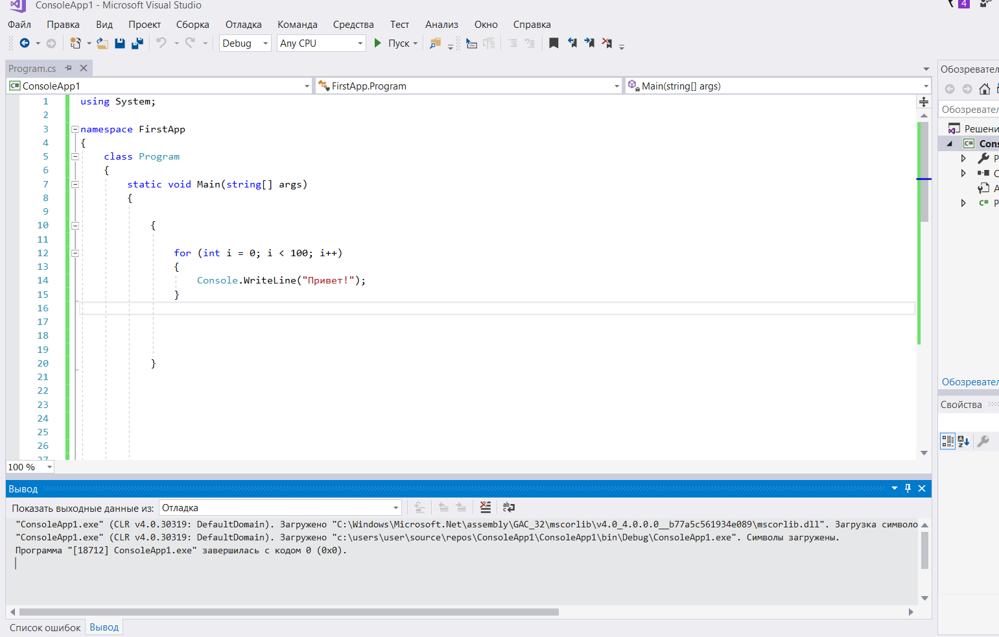 ConsoleApp1 - Microsoft Visual Studio
4
Файл Правка Вид Проект Сборка Отладка Команда Средства Тест Анализ Окно Справка
Debug Any CPU Пуск
Program.cs
ConsoleApp1 FirstApp.Program Main(string[] args)
1 using System;
2
3 namespace FirstApp
4 {
5 class Program
6 {
7 static void Main(string[] args)
8 {
9
10 {
11
12 for (int i = 0; i < 100; i++)
13 {
14 Console.WriteLine("Привет!");
15 }
16
17
18
19
20 }
21
22
23
24
25
26
27
100 %
Вывод
Показать выходные данные из: Отладка
"ConsoleApp1.exe" (CLR v4.0.30319: DefaultDomain). Загружено "C:\Windows\Microsoft.Net\assembly\GAC_32\mscorlib\v4.0_4.0.0.0__b77a5c561934e089\mscorlib.dll". Загрузка символо
"ConsoleApp1.exe" (CLR v4.0.30319: DefaultDomain). Загружено "c:\users\user\source\repos\ConsoleApp1\ConsoleApp1\bin\Debug\ConsoleApp1.exe". Символы загружены.
Программа "[18712] ConsoleApp1.exe" завершилась с кодом 0 (0x0).
Список ошибок Вывод
Обозревател
Обозревател
Решени
Cons
Обозревател
Свойства